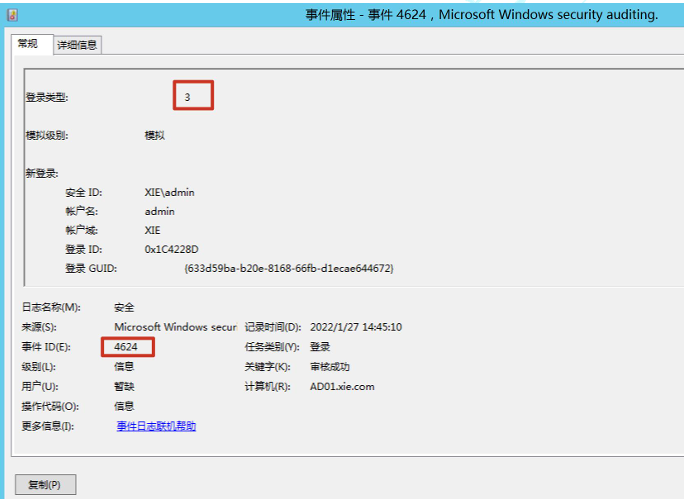 事件属性 - 事件 4624，Microsoft Windows security auditing.
常规 详细信息
登录类型: 3
模拟级别: 模拟
新登录:
安全 ID: XIE\admin
帐户名: admin
帐户域: XIE
登录 ID: 0x1C4228D
登录 GUID: {633d59ba-b20e-8168-66fb-d1ecae644672}
日志名称(M): 安全
来源(S): Microsoft Windows secur 记录时间(D): 2022/1/27 14:45:10
事件 ID(E): 4624 任务类别(Y): 登录
级别(L): 信息 关键字(K): 审核成功
用户(U): 暂缺 计算机(R): AD01.xie.com
操作代码(O): 信息
更多信息(I): 事件日志联机帮助
复制(P)